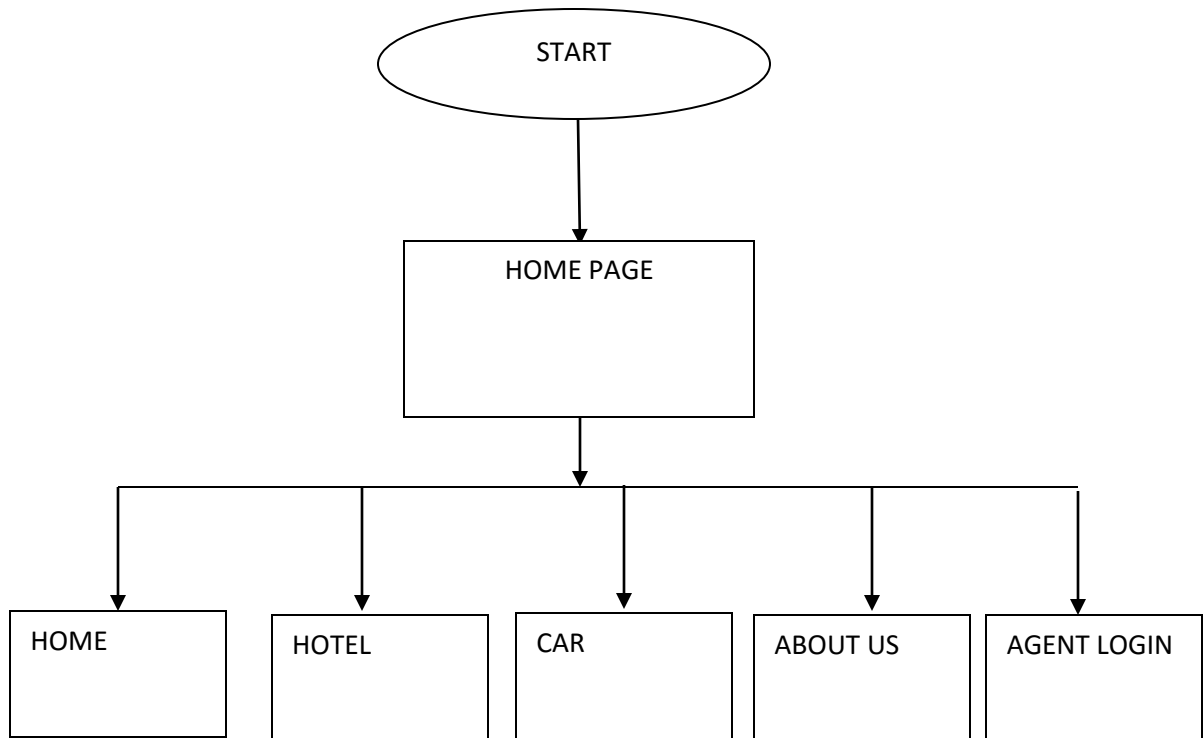 START
HOME PAGE
HOME
HOTEL
CAR
ABOUT US
AGENT LOGIN